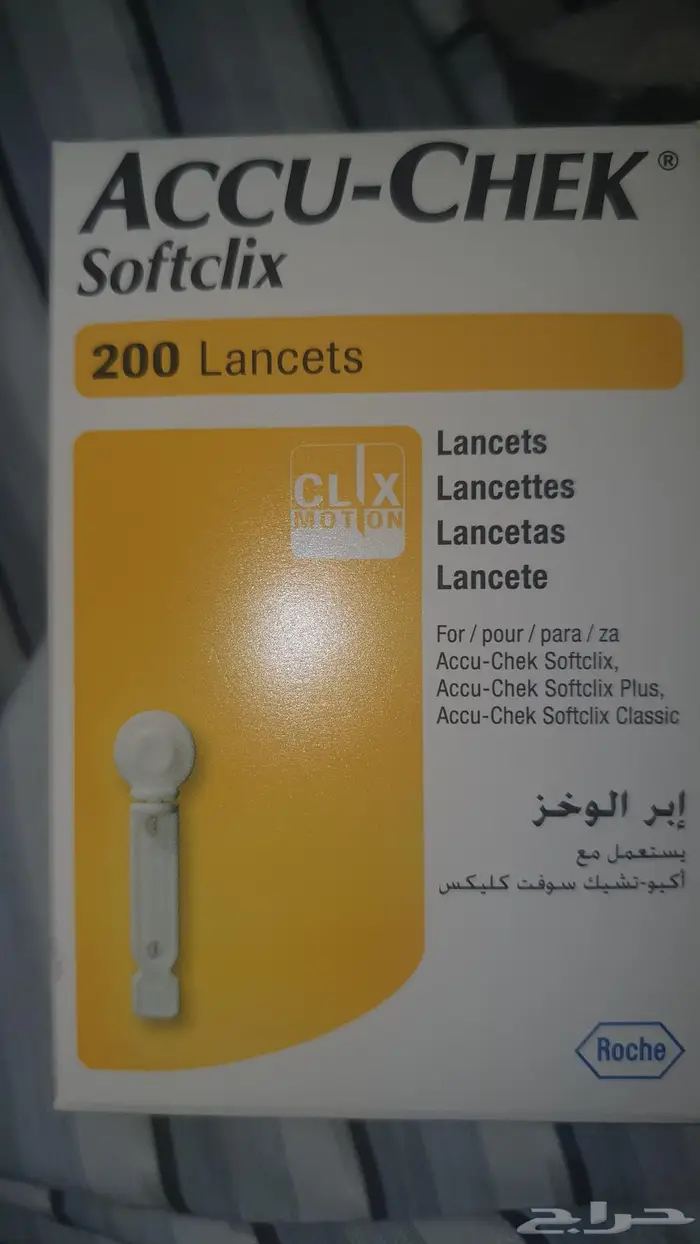 ACCU-CHEK®
Softclix
200 Lancets
CLIX
MOTION
Lancets
Lancettes
Lancetas
Lancete
For / pour / para / za
Accu-Chek Softclix,
Accu-Chek Softclix Plus,
Accu-Chek Softclix Classic
إبر الوخز
يستعمل مع
أكيو-تشيك سوفت كليكس
Roche
حراج